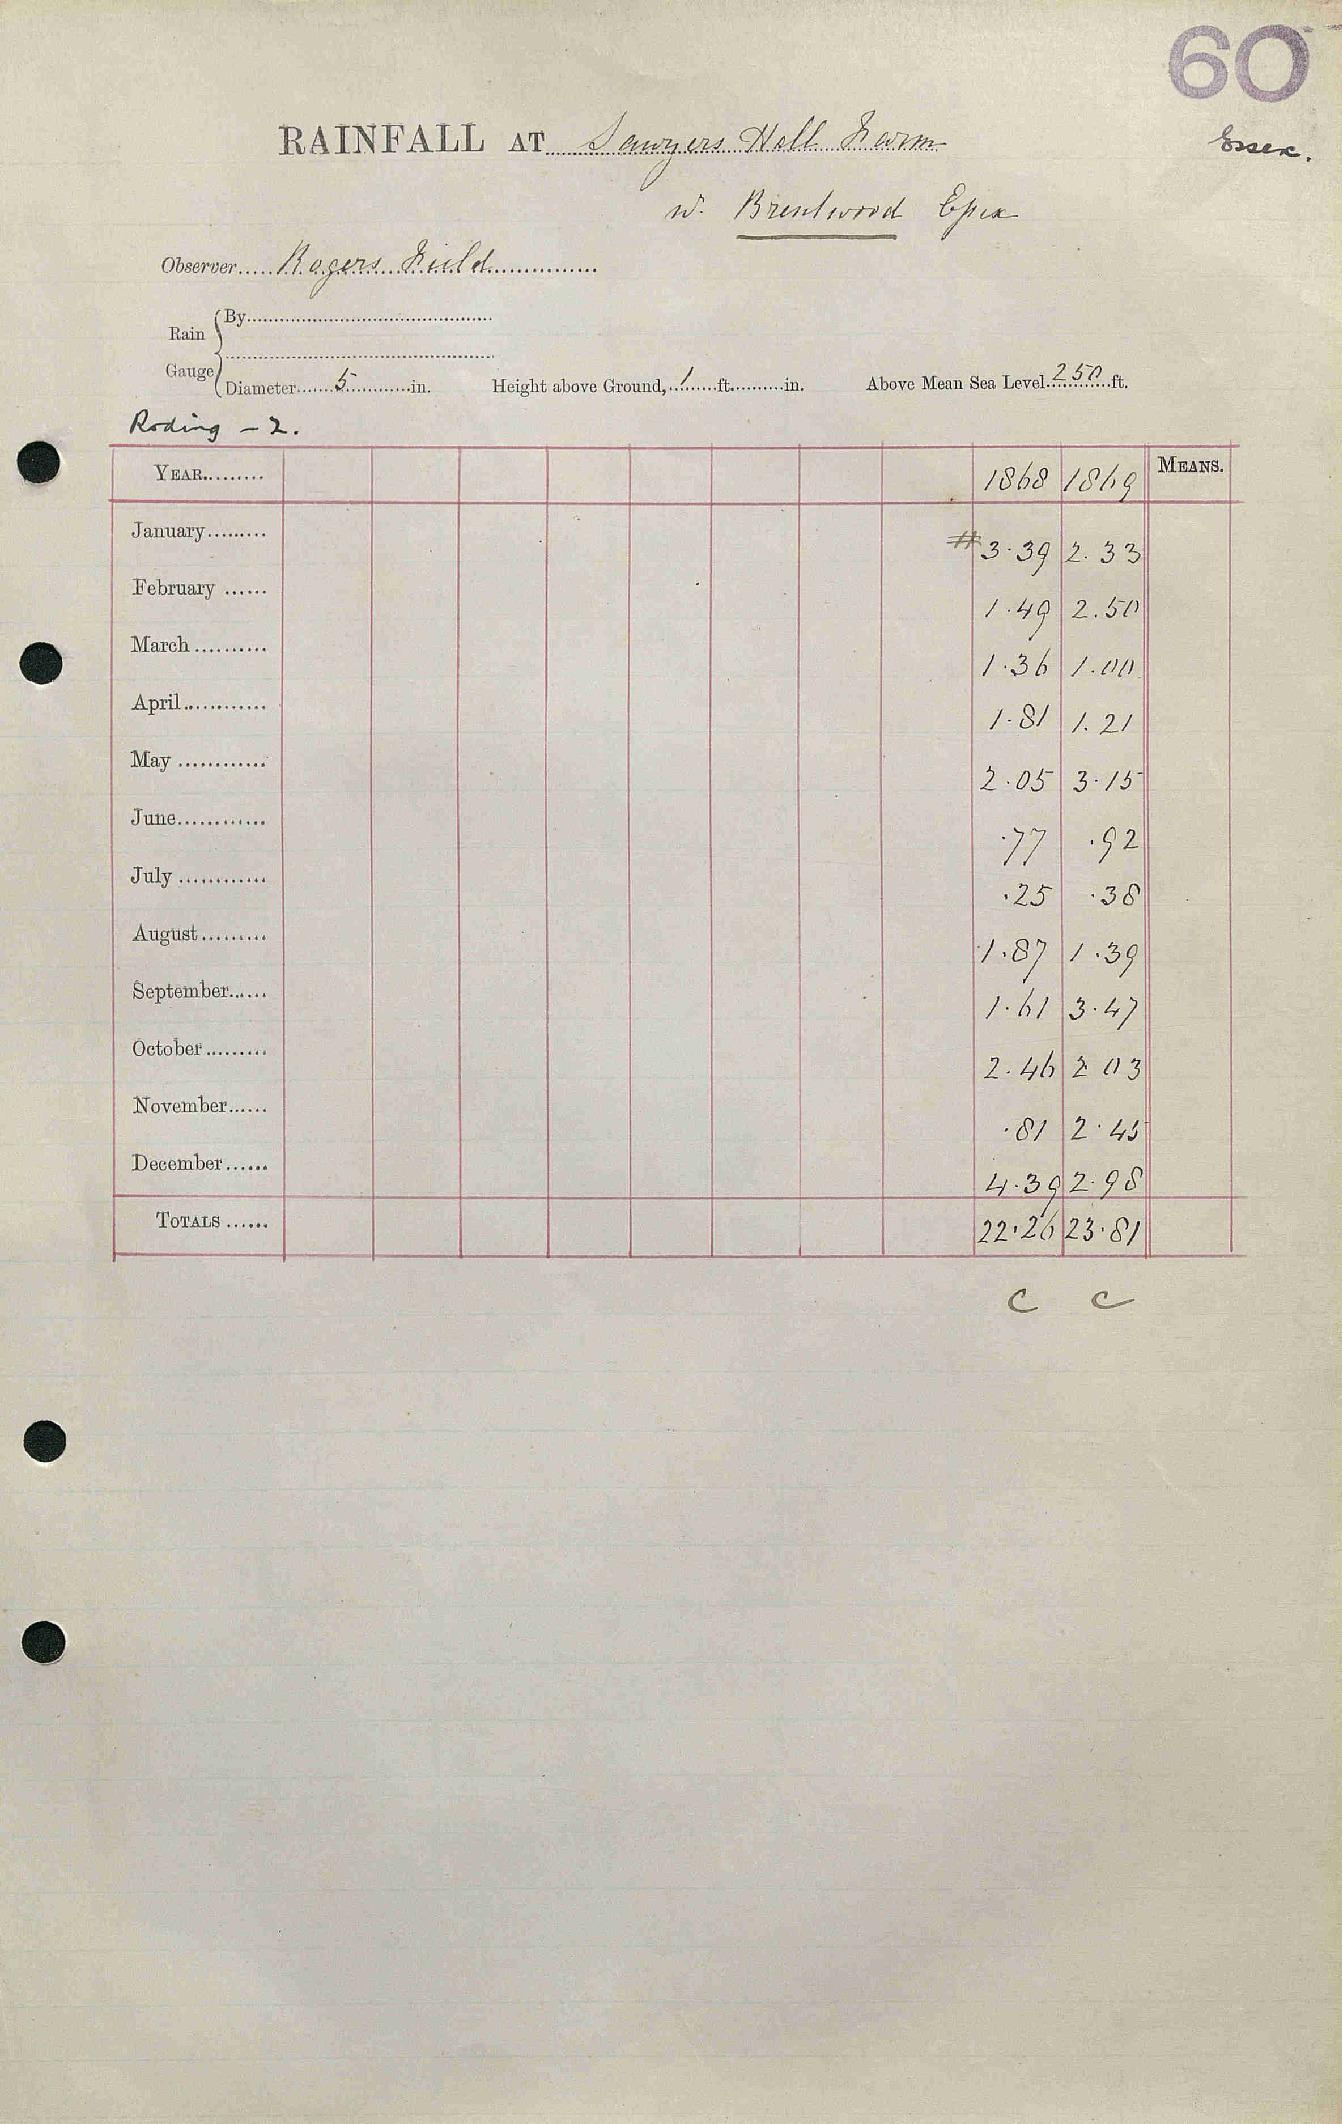 60
RAINFALL AT Sawyers Hall Farm
Essex.
nr. Brentwood Essex
Observer..... Rogers Field
Rain Gauge { By
Diameter 5 in. Height above Ground, 1 ft. in. Above Mean Sea Level 250 ft.
Roding - 2.
YEAR 1868 1869 MEANS.
January # 3.39 2.33
February 1.49 2.50
March 1.36 1.00
April 1.81 1.21
May 2.05 3.15
June .77 .92
July .25 .38
August 1.87 1.39
September 1.61 3.47
October 2.46 2 03
November .81 2.45
December 4.39 2.98
TOTALS 22.26 23.81
C C